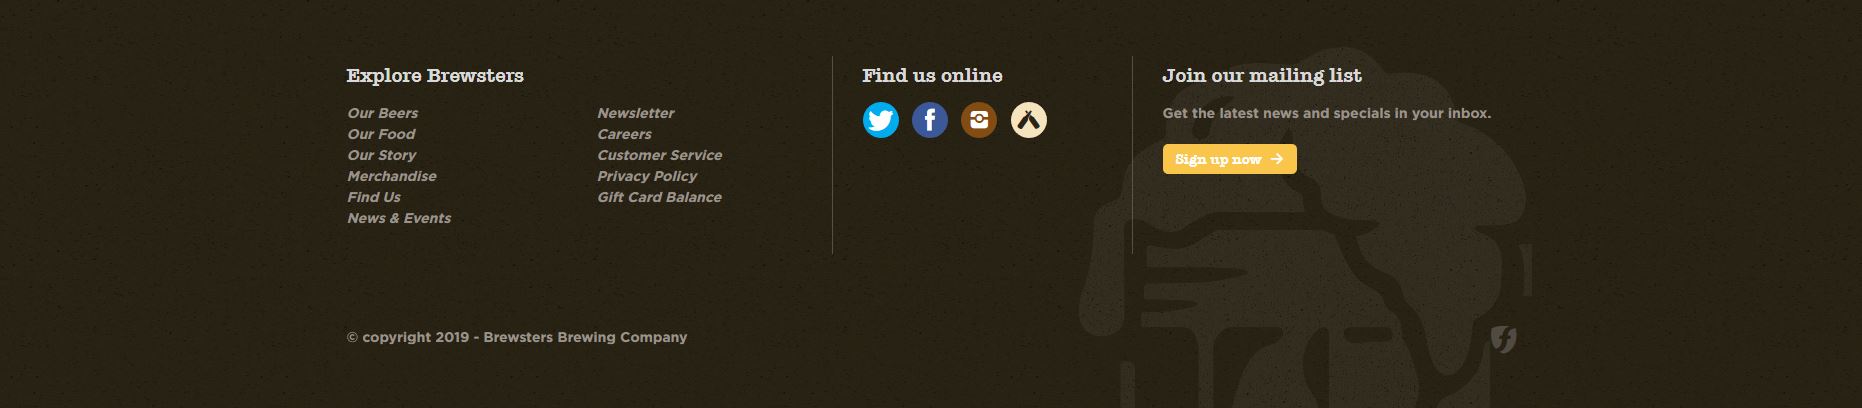 Explore Brewsters
Our Beers
Our Food
Our Story
Merchandise
Find Us
News & Events
Newsletter
Careers
Customer Service
Privacy Policy
Gift Card Balance
Find us online
Join our mailing list
Get the latest news and specials in your inbox.
Sign up now →
© copyright 2019 - Brewsters Brewing Company